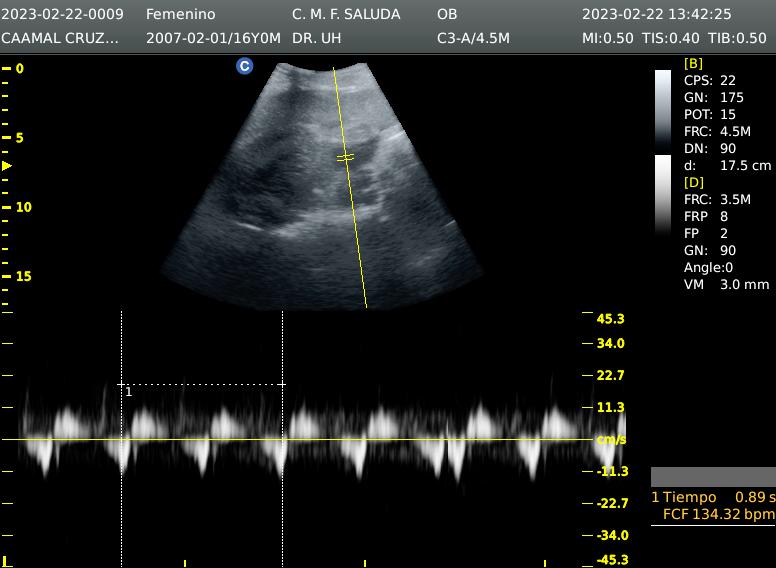 2023-02-22-0009 Femenino C. M. F. SALUDA OB 2023-02-22 13:42:25
CAAMAL CRUZ... 2007-02-01/16Y0M DR. UH C3-A/4.5M MI:0.50 TIS:0.40 TIB:0.50
C
0
5
10
15
[B]
CPS: 22
GN: 175
POT: 15
FRC: 4.5M
DN: 90
d: 17.5 cm
[D]
FRC: 3.5M
FRP 8
FP 2
GN: 90
Angle:0
VM 3.0 mm
45.3
34.0
22.7
11.3
cm/s
-11.3
-22.7
-34.0
-45.3
1
1 Tiempo 0.89 s
FCF 134.32 bpm